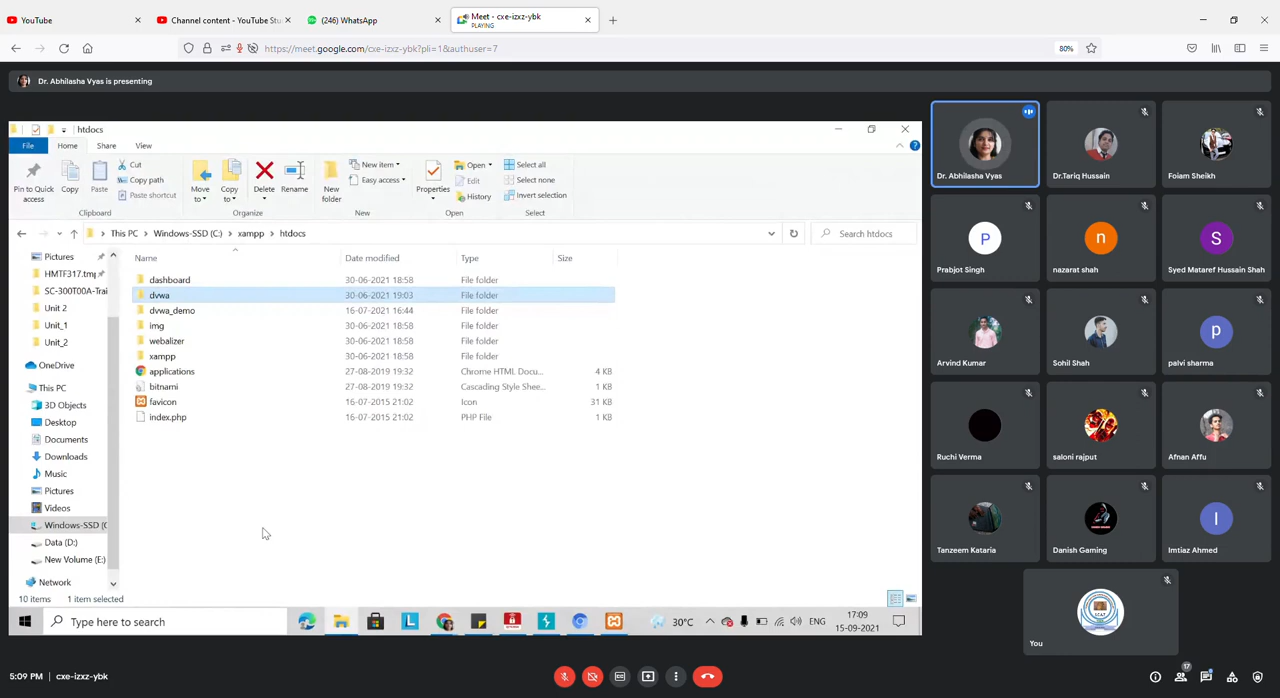 YouTube
Channel content - YouTube Stu
(246) WhatsApp
Meet - cxe-izxz-ybk
PLAYING
https://meet.google.com/cxe-izxz-ybk?pli=1&authuser=7
80%
Dr. Abhilasha Vyas is presenting
htdocs
File
Home
Share
View
Pin to Quick access
Copy
Paste
Cut
Copy path
Paste shortcut
Move to
Copy to
Delete
Rename
New folder
New item
Easy access
Properties
Open
Edit
History
Select all
Select none
Invert selection
Clipboard
Organize
New
Open
Select
This PC > Windows-SSD (C:) > xampp > htdocs
Search htdocs
Name
Date modified
Type
Size
Pictures
HMTF317.tmp
SC-300T00A-Trai
Unit 2
Unit_1
Unit_2
OneDrive
This PC
3D Objects
Desktop
Documents
Downloads
Music
Pictures
Videos
Windows-SSD (C
Data (D:)
New Volume (E:)
Network
dashboard 30-06-2021 18:58 File folder
dvwa 30-06-2021 19:03 File folder
dvwa_demo 16-07-2021 16:44 File folder
img 30-06-2021 18:58 File folder
webalizer 30-06-2021 18:58 File folder
xampp 30-06-2021 18:58 File folder
applications 27-08-2019 19:32 Chrome HTML Docu... 4 KB
bitnami 27-08-2019 19:32 Cascading Style Shee... 1 KB
favicon 16-07-2015 21:02 Icon 31 KB
index.php 16-07-2015 21:02 PHP File 1 KB
10 items 1 item selected
Type here to search
30°C
ENG
17:09
15-09-2021
Dr. Abhilasha Vyas
Dr.Tariq Hussain
Foiam Sheikh
P
Prabjot Singh
n
nazarat shah
S
Syed Mataref Hussain Shah
Arvind Kumar
Sohil Shah
p
palvi sharma
Ruchi Verma
saloni rajput
Afnan Affu
Tanzeem Kataria
Danish Gaming
I
Imtiaz Ahmed
You
5:09 PM | cxe-izxz-ybk
17